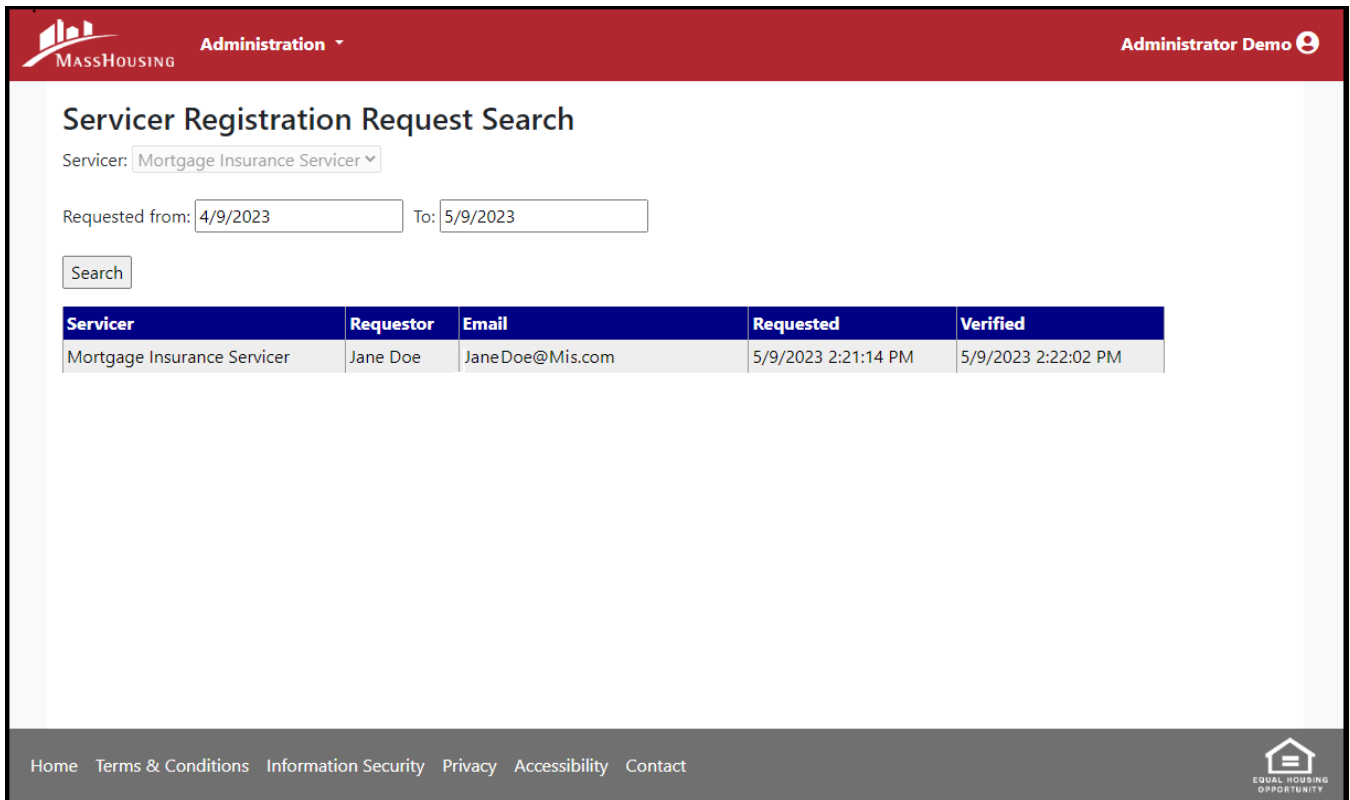 MASSHOUSING
Administration
Administrator Demo
Servicer Registration Request Search
Servicer: Mortgage Insurance Servicer
Requested from: 4/9/2023 To: 5/9/2023
Search
Servicer Requestor Email Requested Verified
Mortgage Insurance Servicer Jane Doe JaneDoe@Mis.com 5/9/2023 2:21:14 PM 5/9/2023 2:22:02 PM
Home Terms & Conditions Information Security Privacy Accessibility Contact
EQUAL HOUSING
OPPORTUNITY